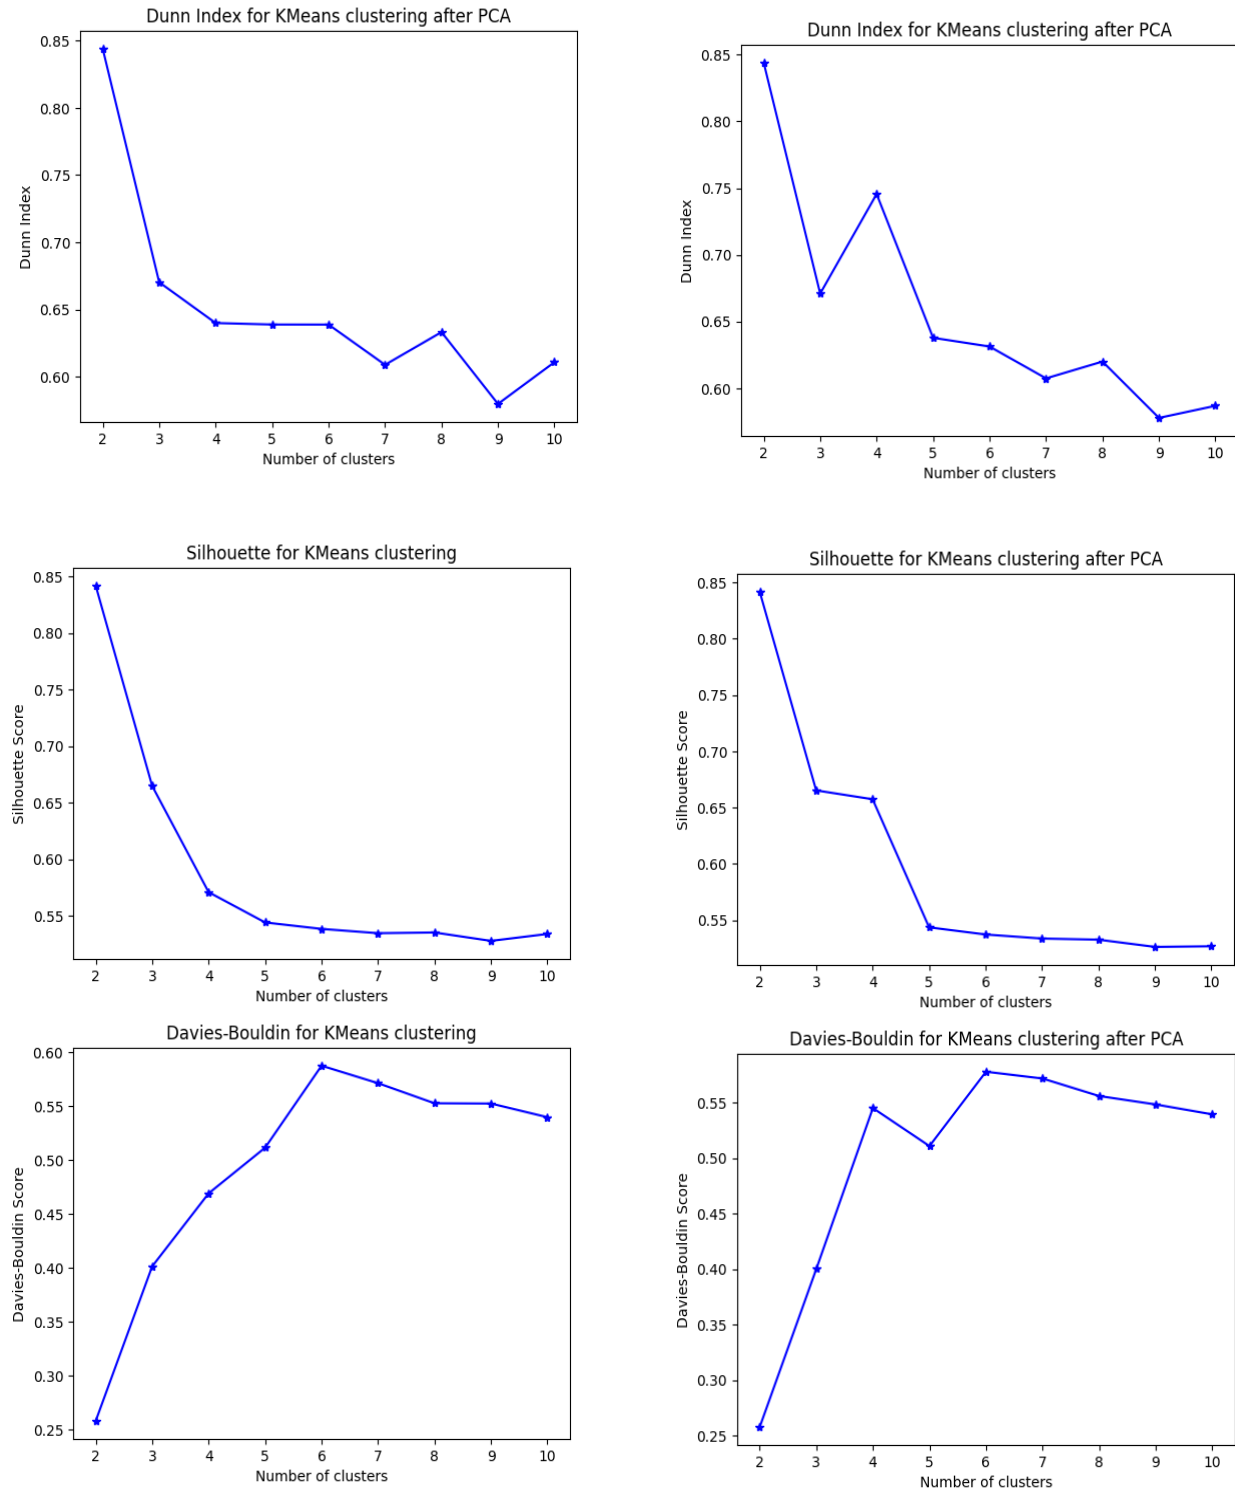 Dunn Index for KMeans clustering after PCA
0.85
0.80
0.75
0.70
0.65
0.60
Dunn Index
2 3 4 5 6 7 8 9 10
Number of clusters
Dunn Index for KMeans clustering after PCA
0.85
0.80
0.75
0.70
0.65
0.60
Dunn Index
2 3 4 5 6 7 8 9 10
Number of clusters
Silhouette for KMeans clustering
0.85
0.80
0.75
0.70
0.65
0.60
0.55
Silhouette Score
2 3 4 5 6 7 8 9 10
Number of clusters
Silhouette for KMeans clustering after PCA
0.85
0.80
0.75
0.70
0.65
0.60
0.55
Silhouette Score
2 3 4 5 6 7 8 9 10
Number of clusters
Davies-Bouldin for KMeans clustering
0.60
0.55
0.50
0.45
0.40
0.35
0.30
0.25
Davies-Bouldin Score
2 3 4 5 6 7 8 9 10
Number of clusters
Davies-Bouldin for KMeans clustering after PCA
0.55
0.50
0.45
0.40
0.35
0.30
0.25
Davies-Bouldin Score
2 3 4 5 6 7 8 9 10
Number of clusters